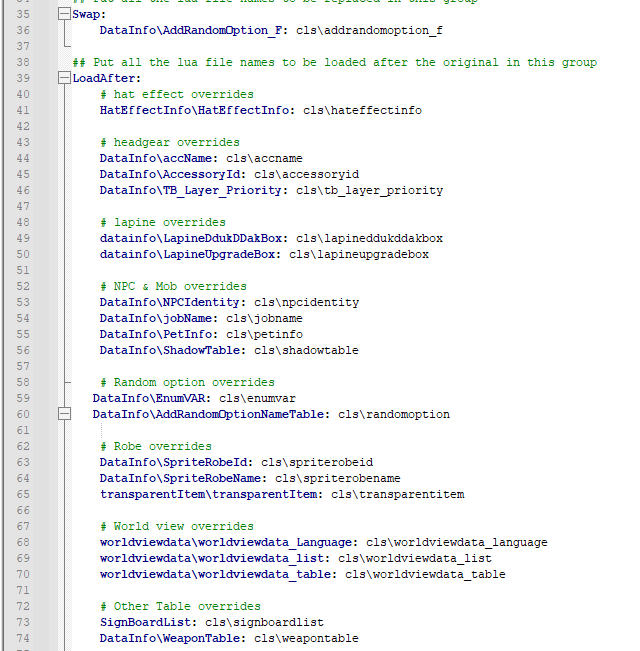 35 Swap:
36 DataInfo\AddRandomOption_F: cls\addrandomoption_f
37
38 ## Put all the lua file names to be loaded after the original in this group
39 LoadAfter:
40 # hat effect overrides
41 HatEffectInfo\HatEffectInfo: cls\hateffectinfo
42
43 # headgear overrides
44 DataInfo\accName: cls\accname
45 DataInfo\AccessoryId: cls\accessoryid
46 DataInfo\TB_Layer_Priority: cls\tb_layer_priority
47
48 # lapine overrides
49 datainfo\LapineDdukDDakBox: cls\lapineddukddakbox
50 datainfo\LapineUpgradeBox: cls\lapineupgradebox
51
52 # NPC & Mob overrides
53 DataInfo\NPCIdentity: cls\npcidentity
54 DataInfo\jobName: cls\jobname
55 DataInfo\PetInfo: cls\petinfo
56 DataInfo\ShadowTable: cls\shadowtable
57
58 # Random option overrides
59 DataInfo\EnumVAR: cls\enumvar
60 DataInfo\AddRandomOptionNameTable: cls\randomoption
61
62 # Robe overrides
63 DataInfo\SpriteRobeId: cls\spriterobeid
64 DataInfo\SpriteRobeName: cls\spriterobename
65 transparentItem\transparentItem: cls\transparentitem
66
67 # World view overrides
68 worldviewdata\worldviewdata_Language: cls\worldviewdata_language
69 worldviewdata\worldviewdata_list: cls\worldviewdata_list
70 worldviewdata\worldviewdata_table: cls\worldviewdata_table
71
72 # Other Table overrides
73 SignBoardList: cls\signboardlist
74 DataInfo\WeaponTable: cls\weapontable